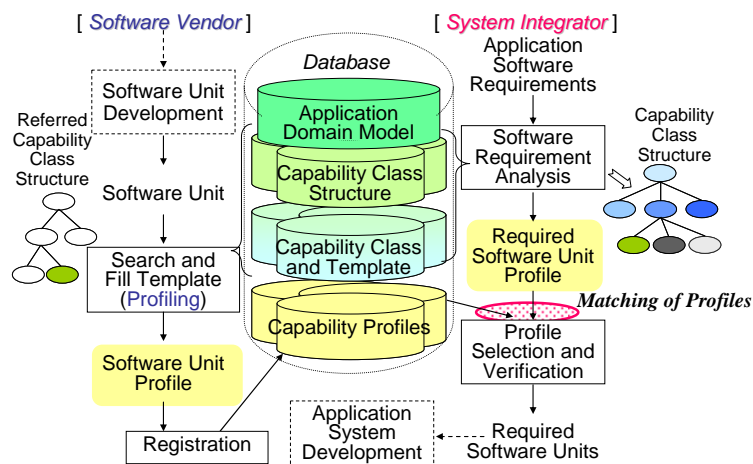 [ Software Vendor ]
Software Unit
Development
Referred
Capability
Class
Structure
Software Unit
Search and
Fill Template
(Profiling)
Software Unit
Profile
Registration
Database
Application
Domain Model
Capability Class
Structure
Capability Class
and Template
Capability Profiles
[ System Integrator ]
Application
Software
Requirements
Software
Requirement
Analysis
Capability
Class
Structure
Required
Software Unit
Profile
Matching of Profiles
Profile
Selection and
Verification
Required
Software Units
Application
System
Development